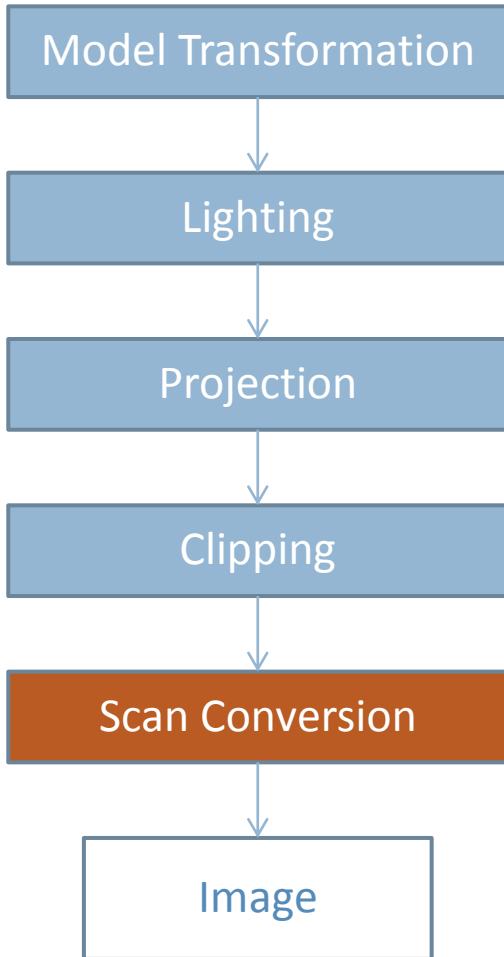 Model Transformation
Lighting
Projection
Clipping
Scan Conversion
Image